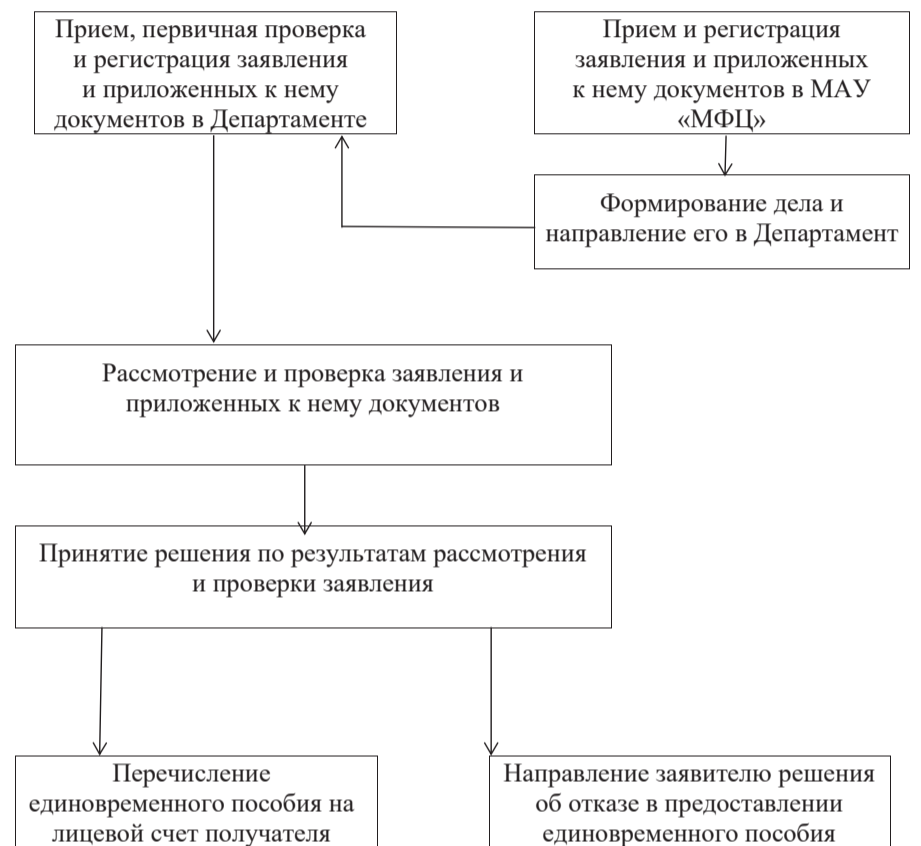 Прием, первичная проверка
и регистрация заявления
и приложенных к нему
документов в Департаменте
Прием и регистрация
заявления и приложенных
к нему документов в МАУ
«МФЦ»
Формирование дела и
направление его в Департамент
Рассмотрение и проверка заявления и
приложенных к нему документов
Принятие решения по результатам рассмотрения
и проверки заявления
Перечисление
единовременного пособия на
лицевой счет получателя
Направление заявителю решения
об отказе в предоставлении
единовременного пособия